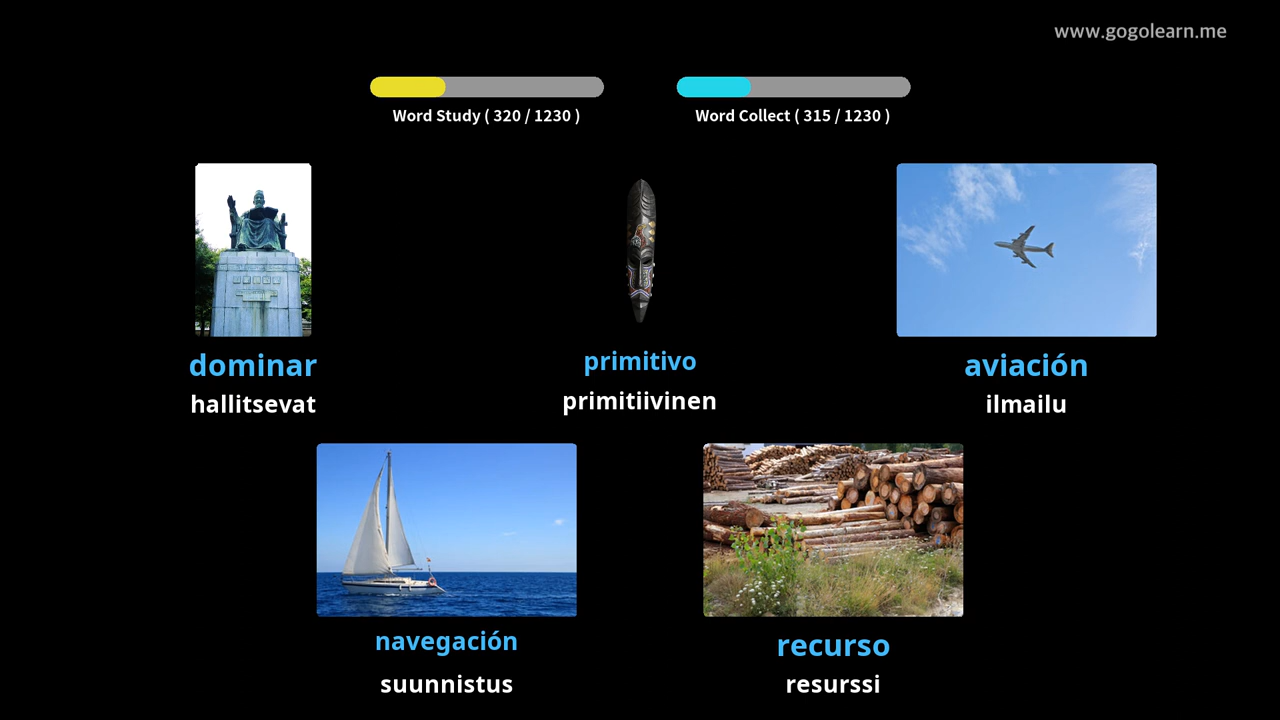 www.gogolearn.me
Word Study ( 320 / 1230 )
Word Collect ( 315 / 1230 )
dominar
hallitsevat
primitivo
primitiivinen
aviación
ilmailu
navegación
suunnistus
recurso
resurssi